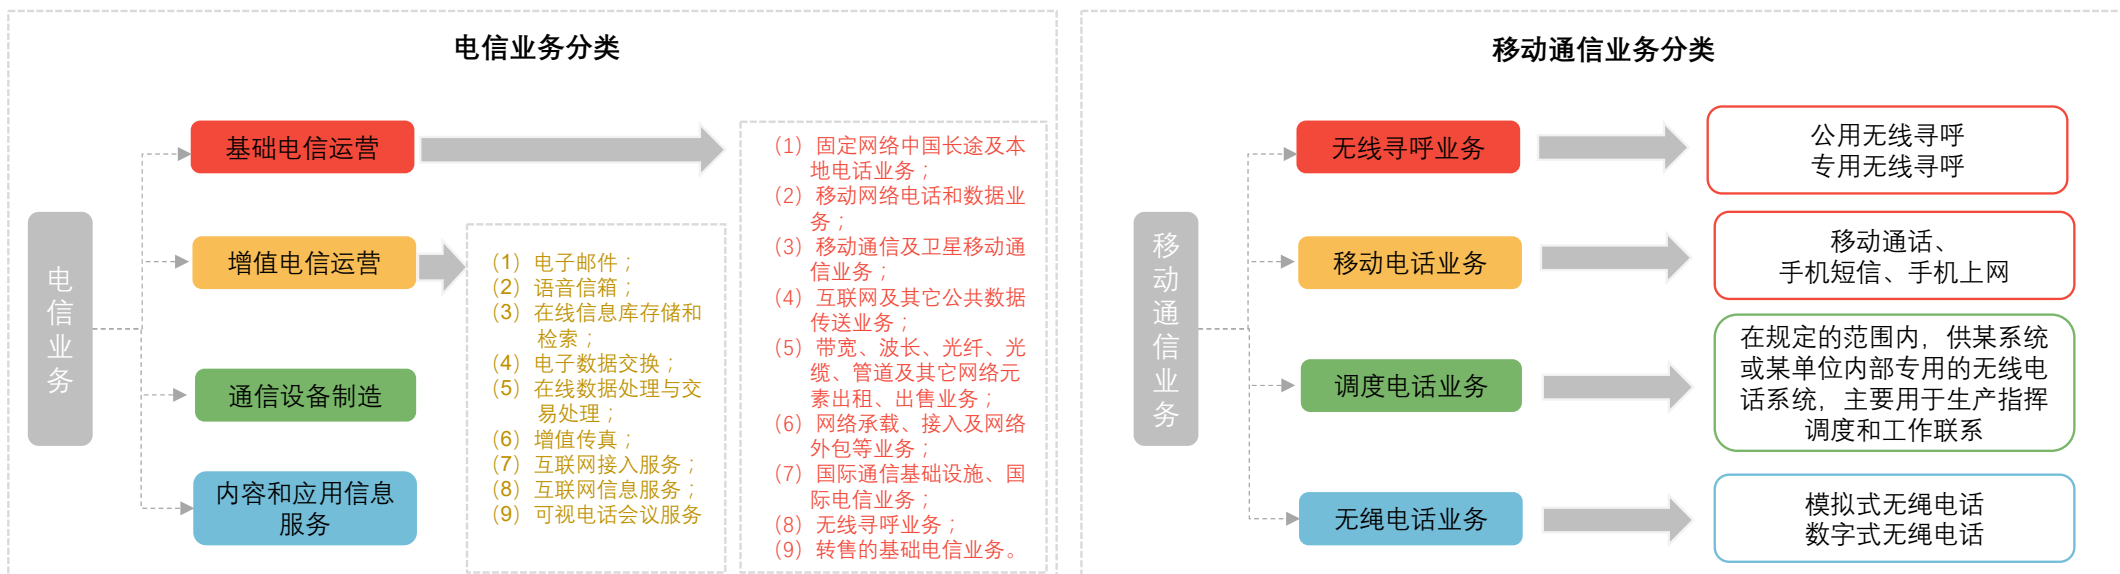 电信业务分类
电信业务
基础电信运营
增值电信运营
通信设备制造
内容和应用信息
服务
（1）电子邮件；
（2）语音信箱；
（3）在线信息库存储和
检索；
（4）电子数据交换；
（5）在线数据处理与交
易处理；
（6）增值传真；
（7）互联网接入服务；
（8）互联网信息服务；
（9）可视电话会议服务
（1）固定网络中国长途及本
地电话业务；
（2）移动网络电话和数据业
务；
（3）移动通信及卫星移动通
信业务；
（4）互联网及其它公共数据
传送业务；
（5）带宽、波长、光纤、光
缆、管道及其它网络元
素出租、出售业务；
（6）网络承载、接入及网络
外包等业务；
（7）国际通信基础设施、国
际电信业务；
（8）无线寻呼业务；
（9）转售的基础电信业务。
移动通信业务分类
移动通信业务
无线寻呼业务
公用无线寻呼
专用无线寻呼
移动电话业务
移动通话、
手机短信、手机上网
调度电话业务
在规定的范围内，供某系统
或某单位内部专用的无线电
话系统，主要用于生产指挥
调度和工作联系
无绳电话业务
模拟式无绳电话
数字式无绳电话